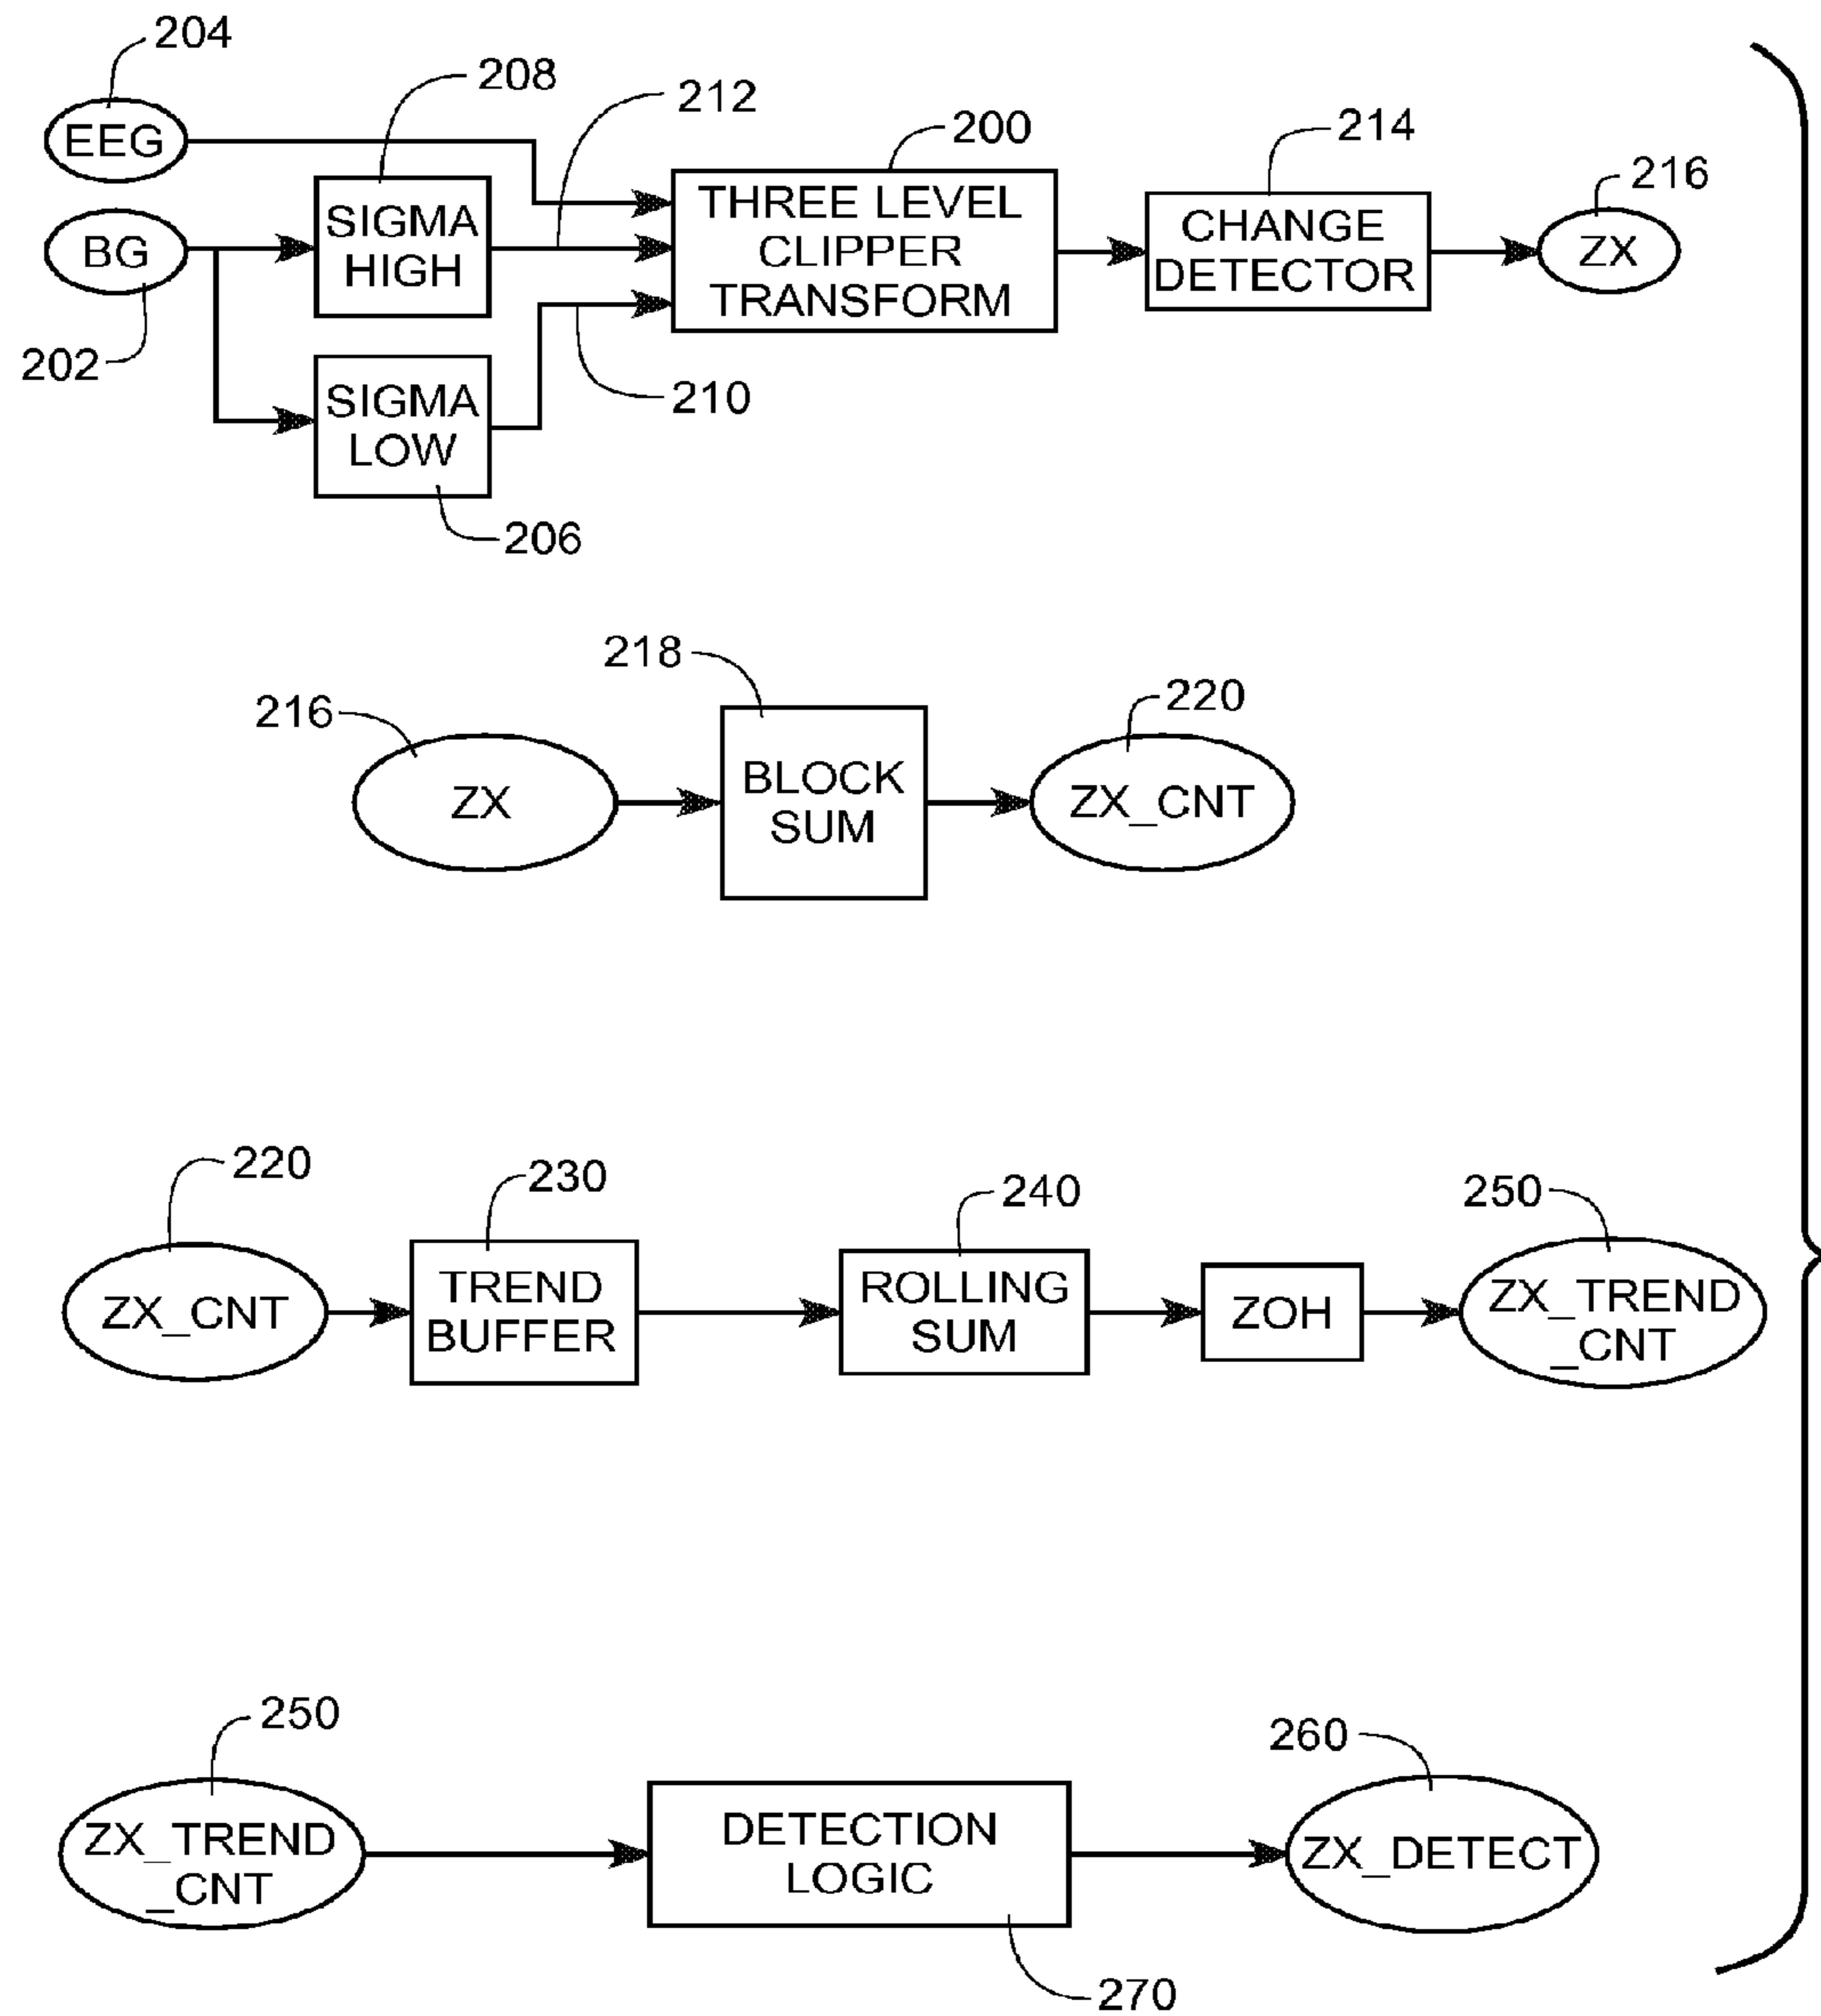 204
208
212
200
214
216
EEG
BG
SIGMA
HIGH
THREE LEVEL
CLIPPER
TRANSFORM
CHANGE
DETECTOR
ZX
202
SIGMA
LOW
210
206
218
216
220
ZX
BLOCK
SUM
ZX_CNT
220
230
240
250
ZX_CNT
TREND
BUFFER
ROLLING
SUM
ZOH
ZX_TREND
_CNT
250
260
ZX_TREND
_CNT
DETECTION
LOGIC
ZX_DETECT
270